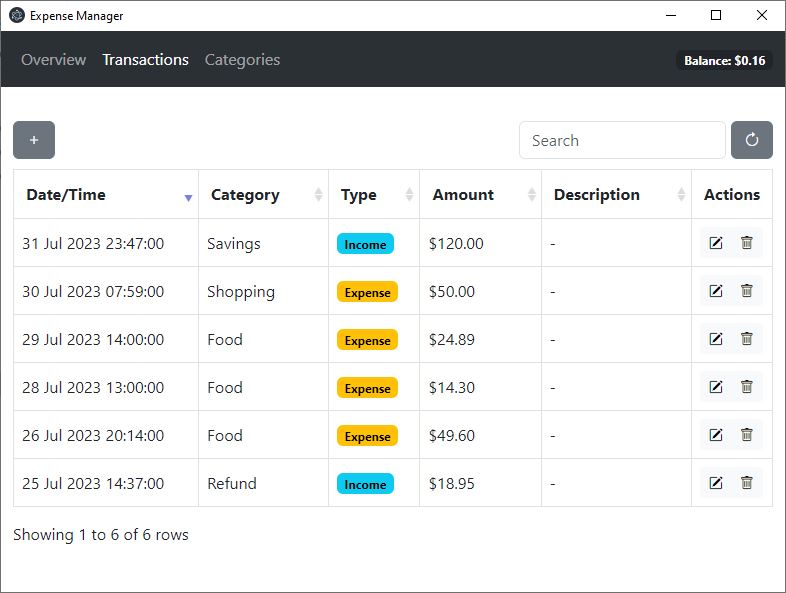 Expense Manager
Overview Transactions Categories Balance: $0.16
+ Search
Date/Time Category Type Amount Description Actions
31 Jul 2023 23:47:00 Savings Income $120.00 -
30 Jul 2023 07:59:00 Shopping Expense $50.00 -
29 Jul 2023 14:00:00 Food Expense $24.89 -
28 Jul 2023 13:00:00 Food Expense $14.30 -
26 Jul 2023 20:14:00 Food Expense $49.60 -
25 Jul 2023 14:37:00 Refund Income $18.95 -
Showing 1 to 6 of 6 rows